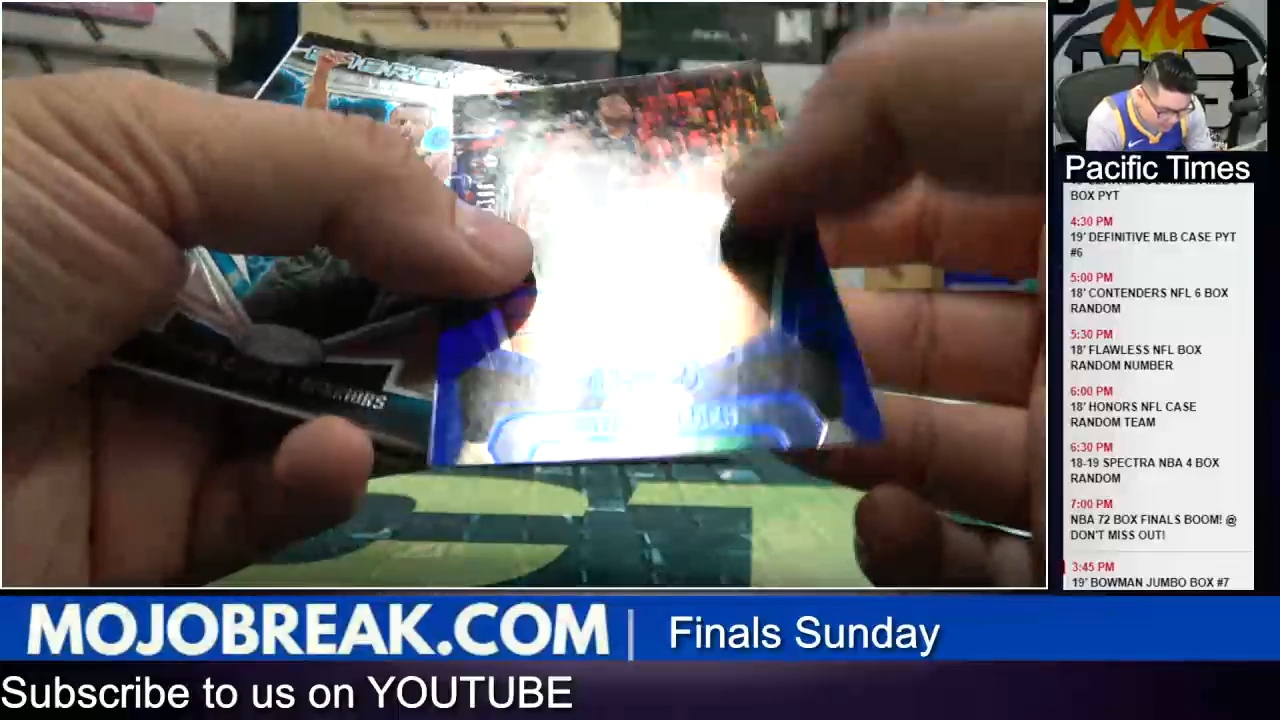 Pacific Times
BOX PYT
4:30 PM
19' DEFINITIVE MLB CASE PYT
#6
5:00 PM
18' CONTENDERS NFL 6 BOX
RANDOM
5:30 PM
18' FLAWLESS NFL BOX
RANDOM NUMBER
6:00 PM
18' HONORS NFL CASE
RANDOM TEAM
6:30 PM
18-19 SPECTRA NBA 4 BOX
RANDOM
7:00 PM
NBA 72 BOX FINALS BOOM! @
DON'T MISS OUT!
3:45 PM
19' BOWMAN JUMBO BOX #7
MOJOBREAK.COM | Finals Sunday
Subscribe to us on YOUTUBE